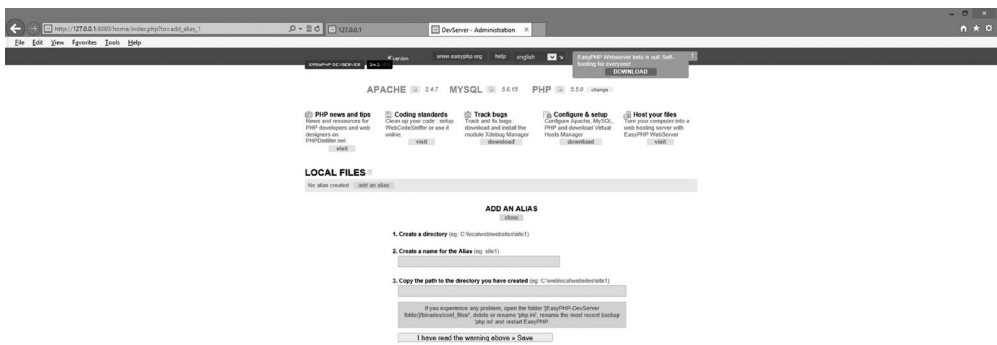 http://127.0.0.1:8080/home/index.php?to=add_alias_1
127.0.0.1
DevServer - Administration
File Edit View Favorites Tools Help
www.easyphp.org help english
EasyPHP Webserver beta is out! Self-hosting for everyone!
DOWNLOAD
APACHE 2.4.7 MYSQL 5.6.15 PHP 5.5.0 change
PHP news and tips
News and ressources for PHP developers and web designers on PHPDistiller.net
visit
Coding standards
Clean up your code : setup WebCodeSniffer or use it online.
visit
Track bugs
Track and fix bugs : download and install the module Xdebug Manager
download
Configure & setup
Configure Apache, MySQL, PHP and download Virtual Hosts Manager
download
Host your files
Turn your computer into a web hosting server with EasyPHP WebServer
visit
LOCAL FILES
No alias created add an alias
ADD AN ALIAS
close
1. Create a directory (eg: C:\localweb\websites\site1)
2. Create a name for the Alias (eg: site1)
3. Copy the path to the directory you have created (eg: C:\weblocal\websites\site1)
If you experience any problem, open the folder '[EasyPHP-DevServer
folder]/binaries/conf_files/', delete or rename 'php.ini', rename the most recent backup
'php.ini' and restart EasyPHP.
I have read the warning above » Save